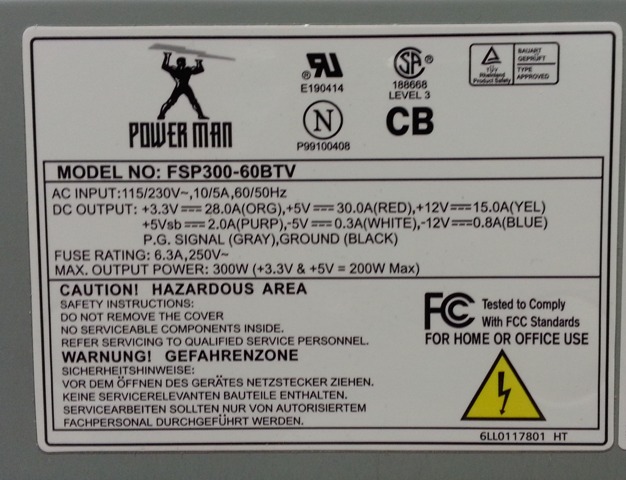 POWER MAN
E190414
188668
LEVEL 3
TÜV
Rheinland
Product Safety
BAUART
GEPRÜFT
TYPE
APPROVED
N
P99100408
CB
MODEL NO: FSP300-60BTV
AC INPUT:115/230V~,10/5A,60/50Hz
DC OUTPUT: +3.3V⎓28.0A(ORG),+5V⎓30.0A(RED),+12V⎓15.0A(YEL)
+5Vsb⎓2.0A(PURP),-5V⎓0.3A(WHITE),-12V⎓0.8A(BLUE)
P.G. SIGNAL (GRAY),GROUND (BLACK)
FUSE RATING: 6.3A,250V~
MAX. OUTPUT POWER: 300W (+3.3V & +5V = 200W Max)
CAUTION! HAZARDOUS AREA
SAFETY INSTRUCTIONS:
DO NOT REMOVE THE COVER
NO SERVICEABLE COMPONENTS INSIDE.
REFER SERVICING TO QUALIFIED SERVICE PERSONNEL.
WARNUNG! GEFAHRENZONE
SICHERHEITSHINWEISE:
VOR DEM ÖFFNEN DES GERÄTES NETZSTECKER ZIEHEN.
KEINE SERVICERELEVANTEN BAUTEILE ENTHALTEN.
SERVICEARBEITEN SOLLTEN NUR VON AUTORISIERTEM
FACHPERSONAL DURCHGEFÜHRT WERDEN.
FC
Tested to Comply
With FCC Standards
FOR HOME OR OFFICE USE
6LL0117801 HT